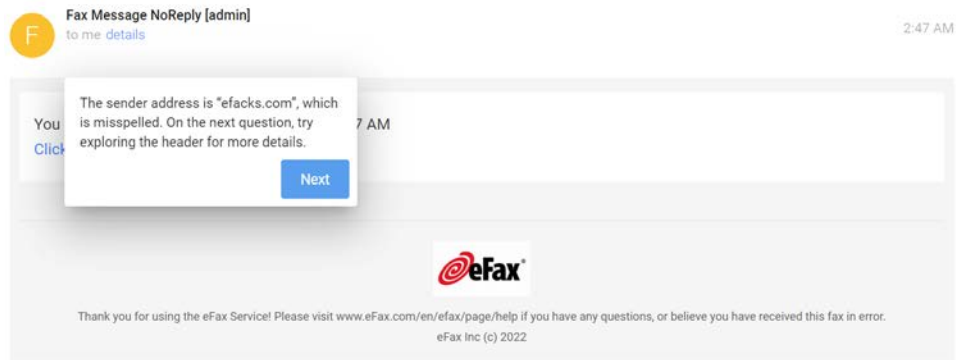 Fax Message NoReply [admin]
F
to me details
2:47 AM
The sender address is “efacks.com”, which
is misspelled. On the next question, try
exploring the header for more details.
You
7 AM
Click
Next
eFax
Thank you for using the eFax Service! Please visit www.eFax.com/en/efax/page/help if you have any questions, or believe you have received this fax in error.
eFax Inc (c) 2022